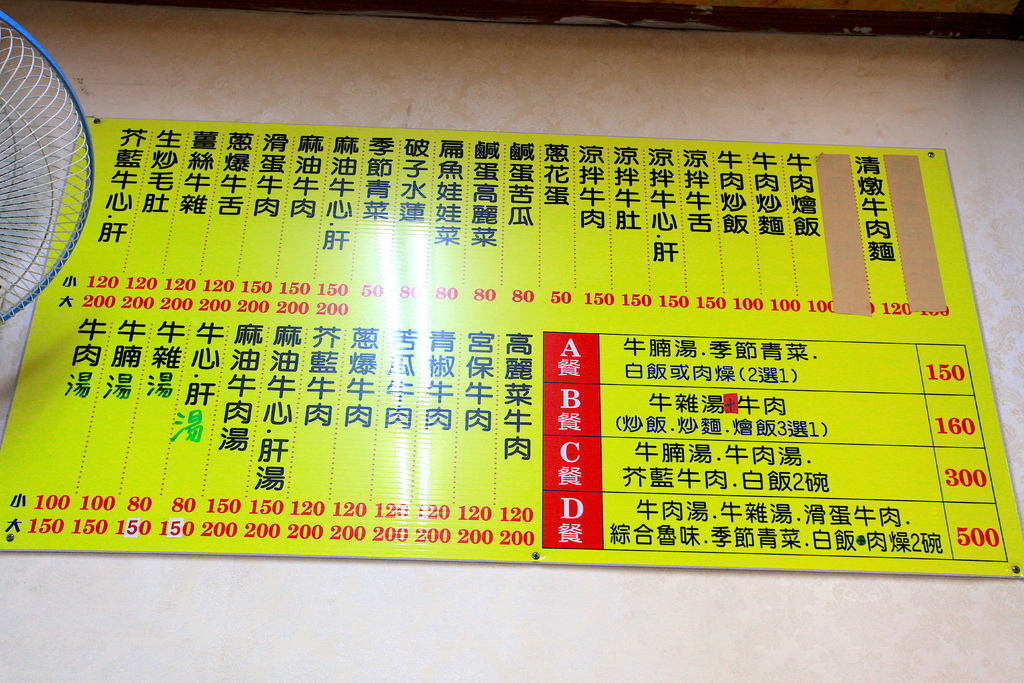 清燉牛肉麵 120
牛肉燴飯 100
牛肉炒麵 100
牛肉炒飯 100
涼拌牛舌 150
涼拌牛心.肝 150
涼拌牛肚 150
涼拌牛肉 150
蔥花蛋 50
鹹蛋苦瓜 80
鹹蛋高麗菜 80
扁魚娃娃菜 80
破子水蓮 80
季節青菜 50
麻油牛心.肝 150 200
麻油牛肉 150 200
滑蛋牛肉 150 200
蔥爆牛舌 120 200
薑絲牛雜 120 200
生炒毛肚 120 200
芥藍牛心.肝 120 200
小
大
高麗菜牛肉 120 200
宮保牛肉 120 200
青椒牛肉 120 200
苦瓜牛肉 120 200
蔥爆牛肉 120 200
芥藍牛肉 120 200
麻油牛心.肝湯 150 200
麻油牛肉湯 150 200
牛心.肝湯 80 150
牛雜湯 80 150
牛腩湯 100 150
牛肉湯 100 150
小
大
A餐 牛腩湯.季節青菜. 150
白飯或肉燥(2選1)
B餐 牛雜湯+牛肉 160
(炒飯.炒麵.燴飯3選1)
C餐 牛腩湯.牛肉湯. 300
芥藍牛肉.白飯2碗
D餐 牛肉湯.牛雜湯.滑蛋牛肉. 500
綜合魯味.季節青菜.白飯+肉燥2碗